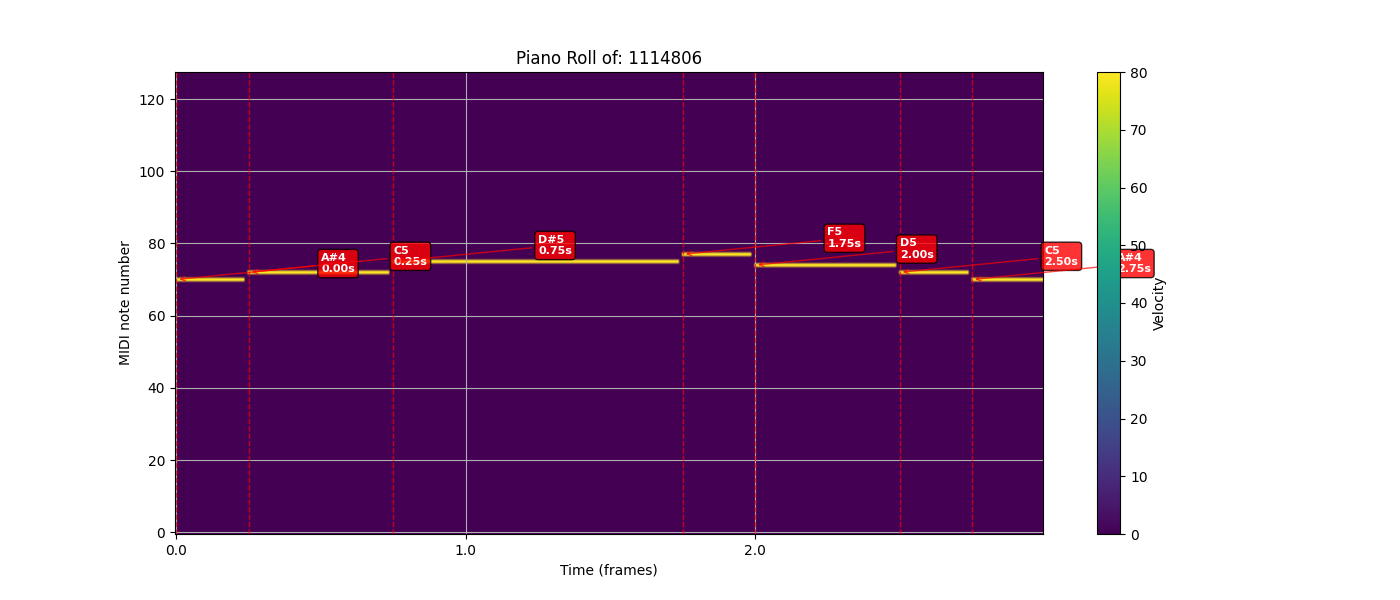 Piano Roll of: 1114806
MIDI note number
120
100
80
60
40
20
0
A#4
0.00s
C5
0.25s
D#5
0.75s
F5
1.75s
D5
2.00s
C5
2.50s
A#4
2.75s
0.0
1.0
2.0
Time (frames)
80
70
60
50
40
30
20
10
0
Velocity